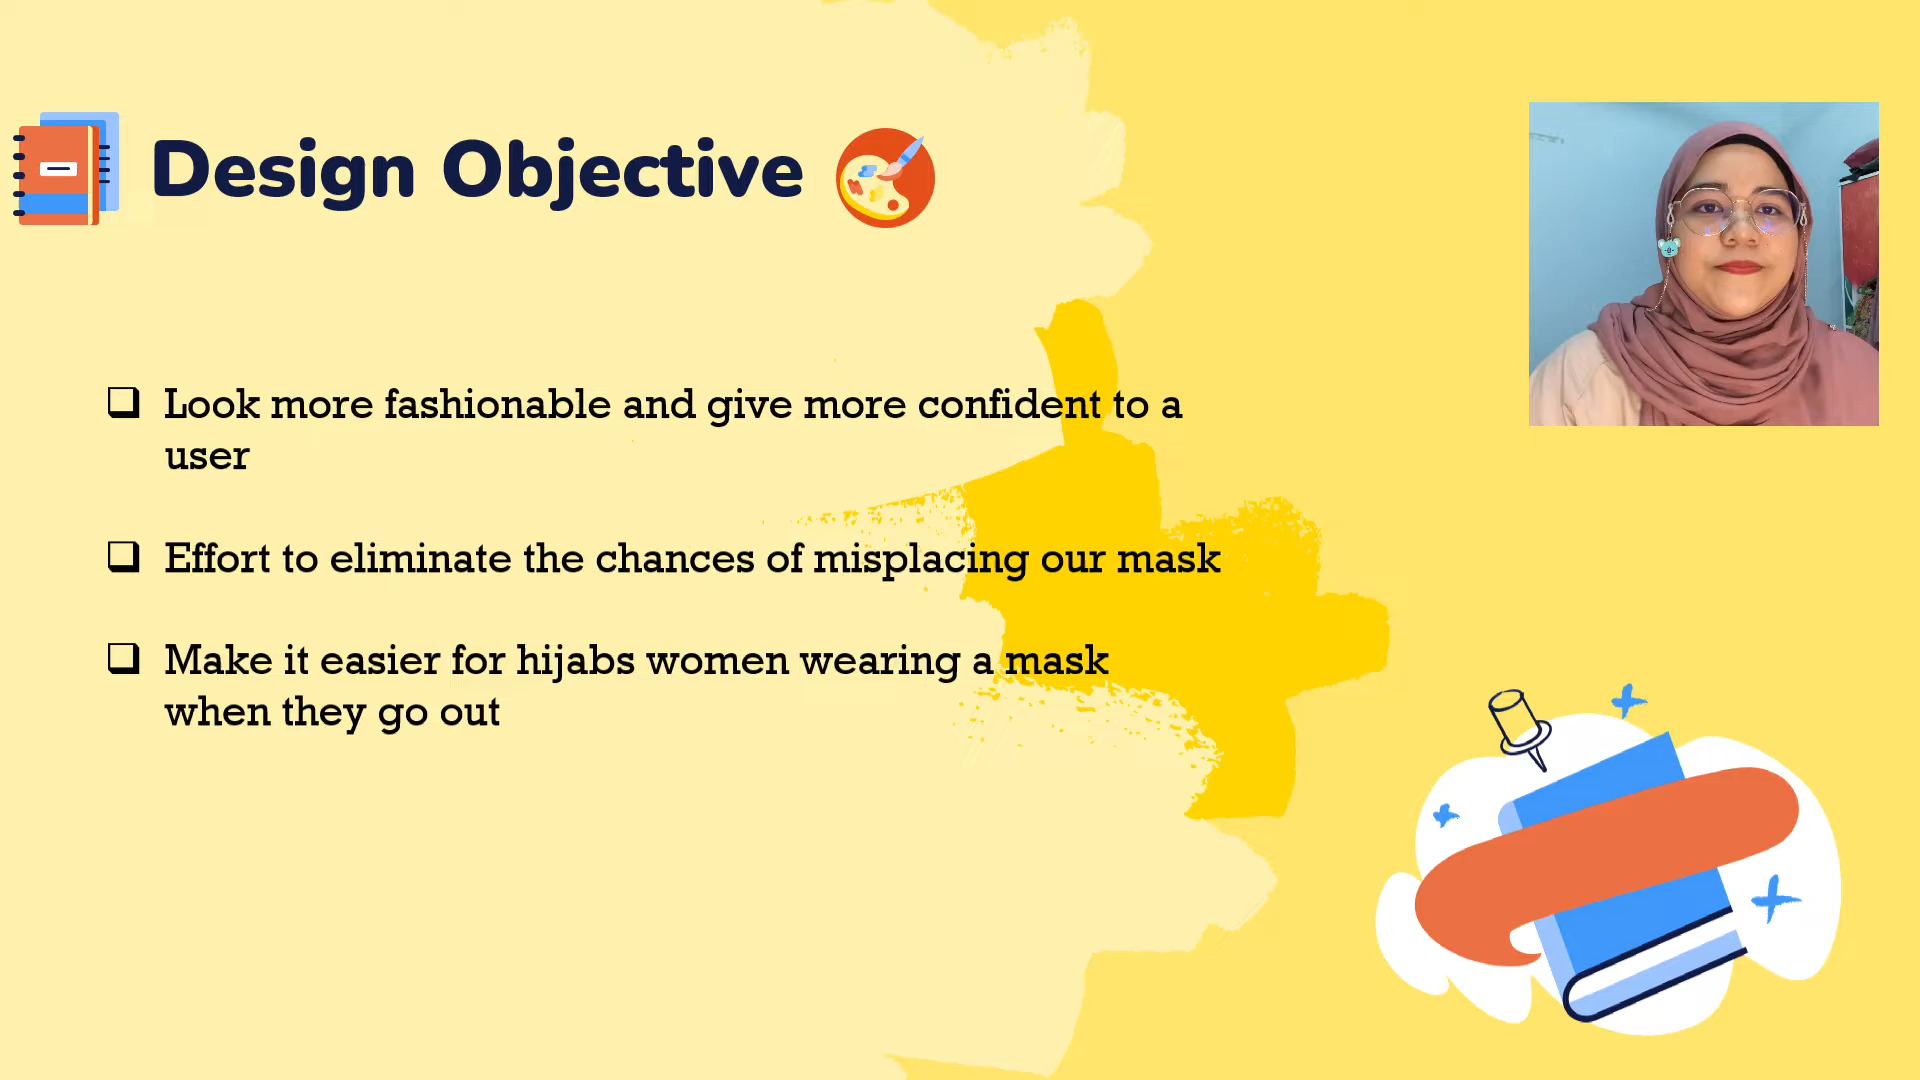 Design Objective
Look more fashionable and give more confident to a
user
Effort to eliminate the chances of misplacing our mask
Make it easier for hijabs women wearing a mask
when they go out